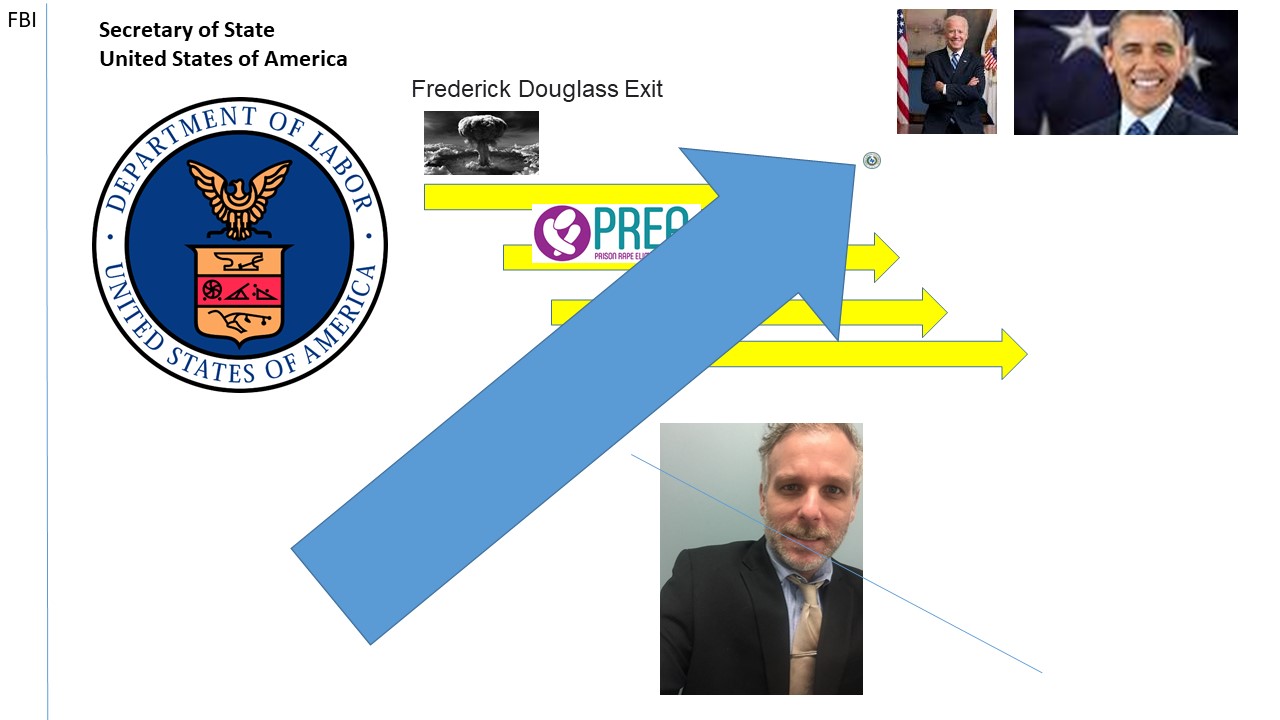 FBI
Secretary of State
United States of America
DEPARTMENT OF LABOR
UNITED STATES OF AMERICA
Frederick Douglass Exit
PREA
PRISON RAPE